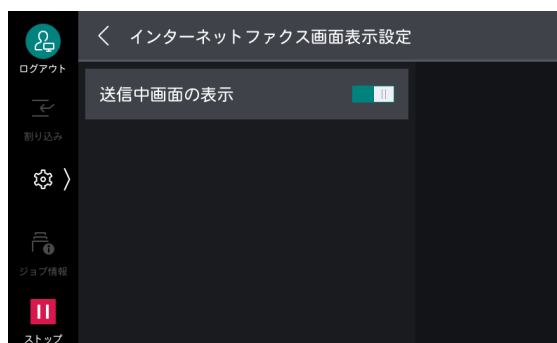 インターネットファクス画面表示設定
ログアウト
送信中画面の表示
割り込み
ジョブ情報
ストップ